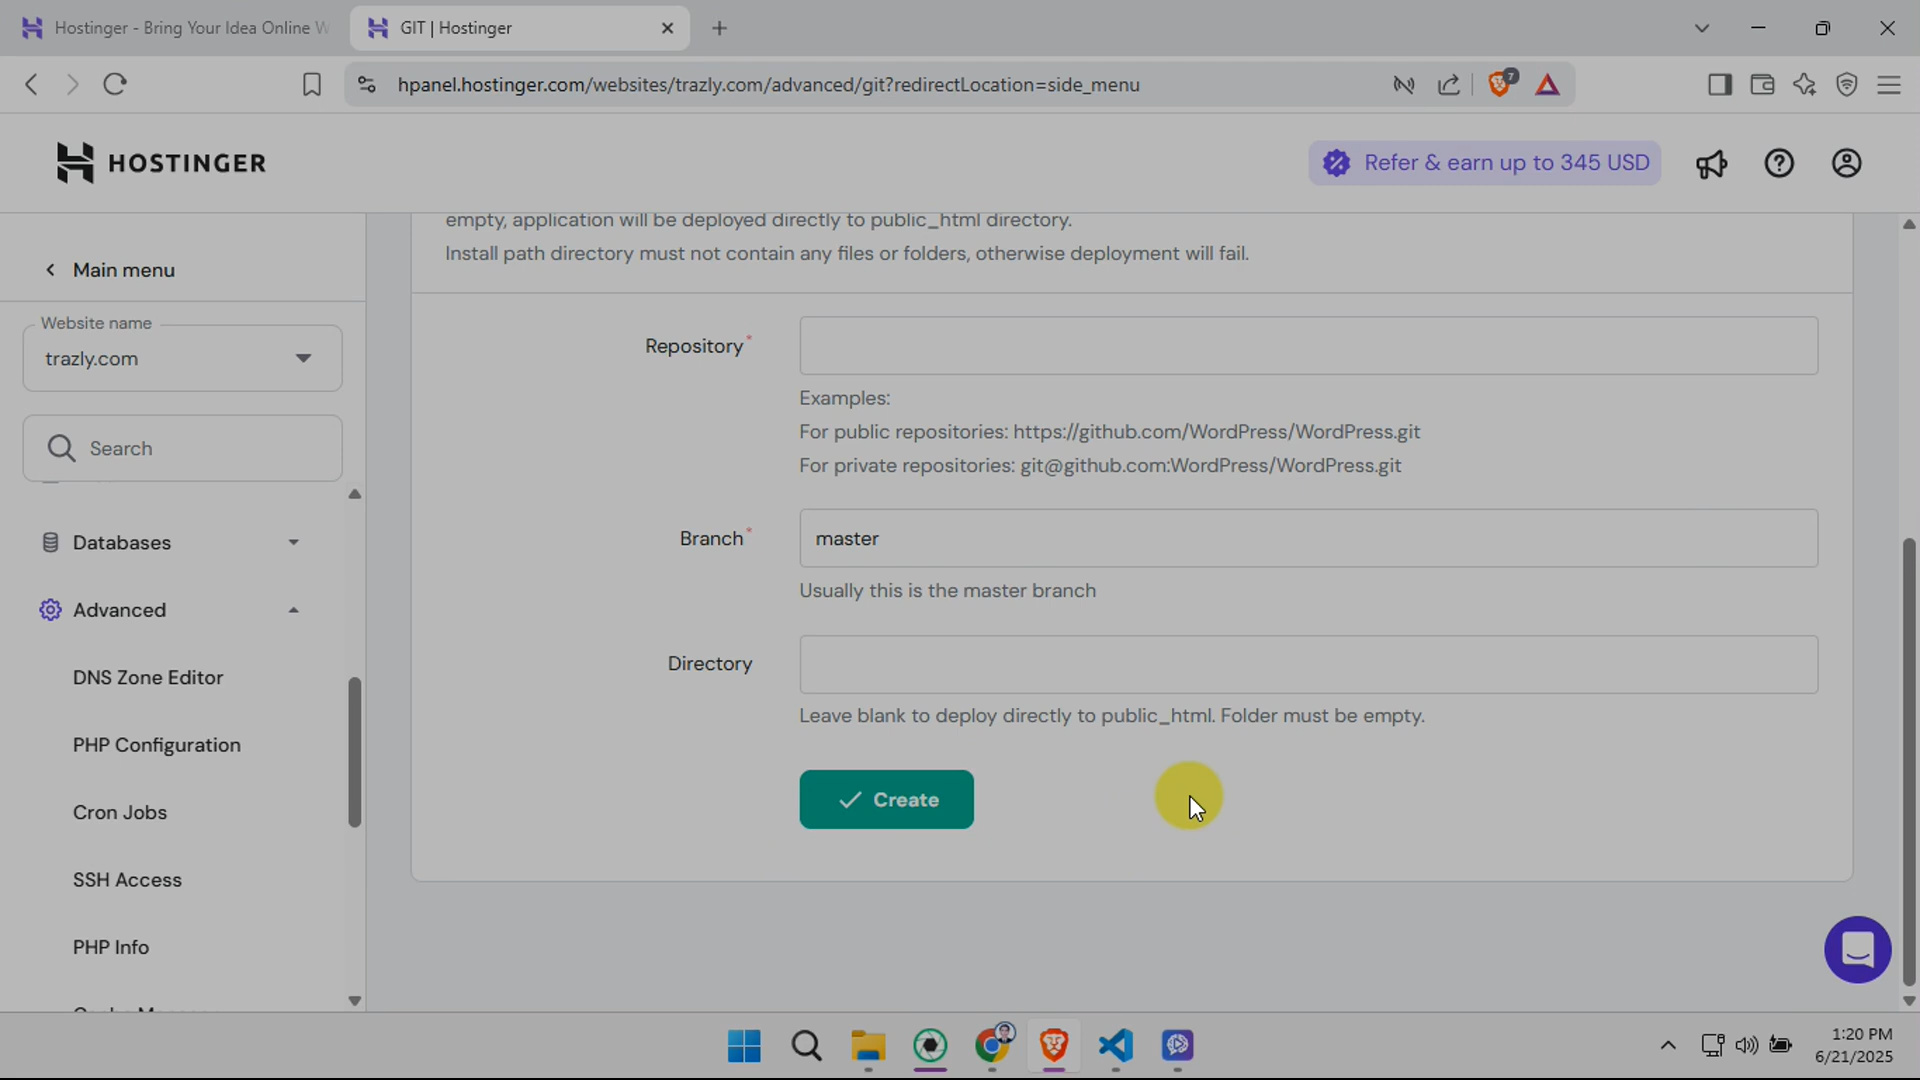 Hostinger - Bring Your Idea Online W
GIT | Hostinger
hpanel.hostinger.com/websites/trazly.com/advanced/git?redirectLocation=side_menu
7
HOSTINGER
Refer & earn up to 345 USD
Main menu
Website name
trazly.com
Search
Databases
Advanced
DNS Zone Editor
PHP Configuration
Cron Jobs
SSH Access
PHP Info
empty, application will be deployed directly to public_html directory.
Install path directory must not contain any files or folders, otherwise deployment will fail.
Repository*
Examples:
For public repositories: https://github.com/WordPress/WordPress.git
For private repositories: git@github.com:WordPress/WordPress.git
Branch*
master
Usually this is the master branch
Directory
Leave blank to deploy directly to public_html. Folder must be empty.
Create
1:20 PM
6/21/2025